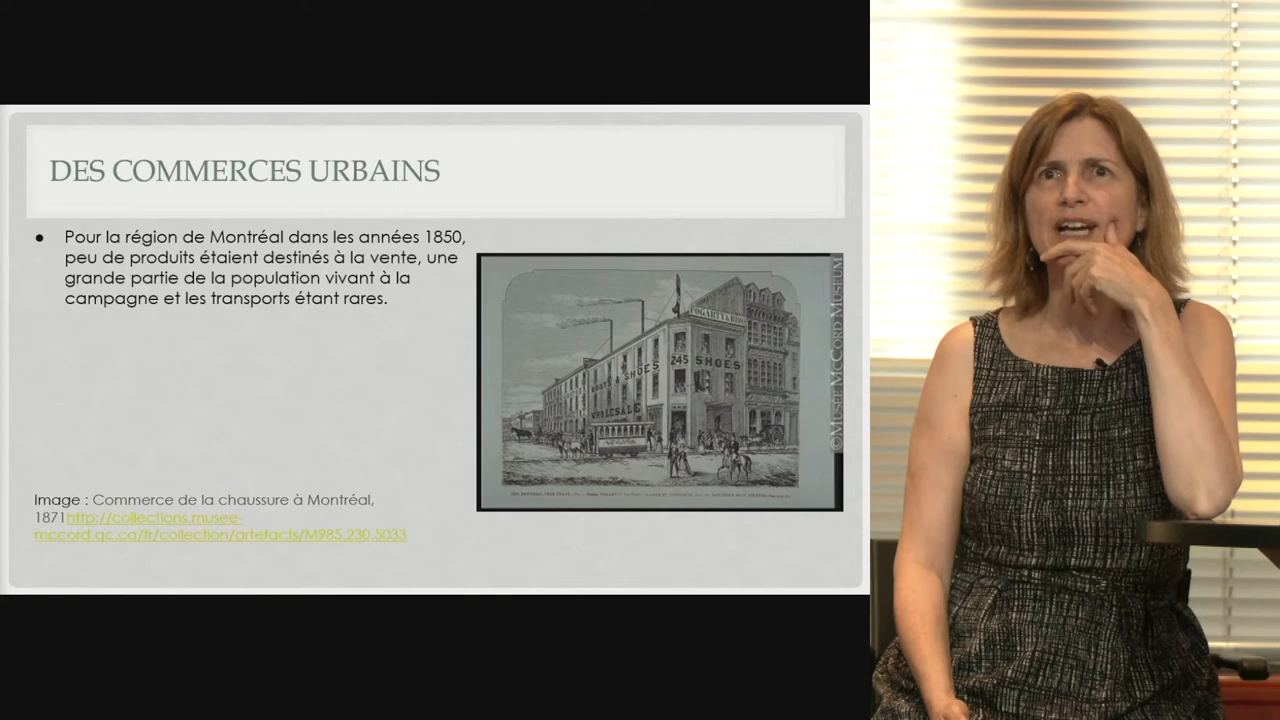 DES COMMERCES URBAINS
● Pour la région de Montréal dans les années 1850,
peu de produits étaient destinés à la vente, une
grande partie de la population vivant à la
campagne et les transports étant rares.
FOGARTY & BRO
BOOTS & SHOES 245 SHOES
WHOLESALE
©MUSÉE MCCORD MUSEUM
Image : Commerce de la chaussure à Montréal,
1871http://collections.musee-
mccord.qc.ca/fr/collection/artefacts/M985.230.5033